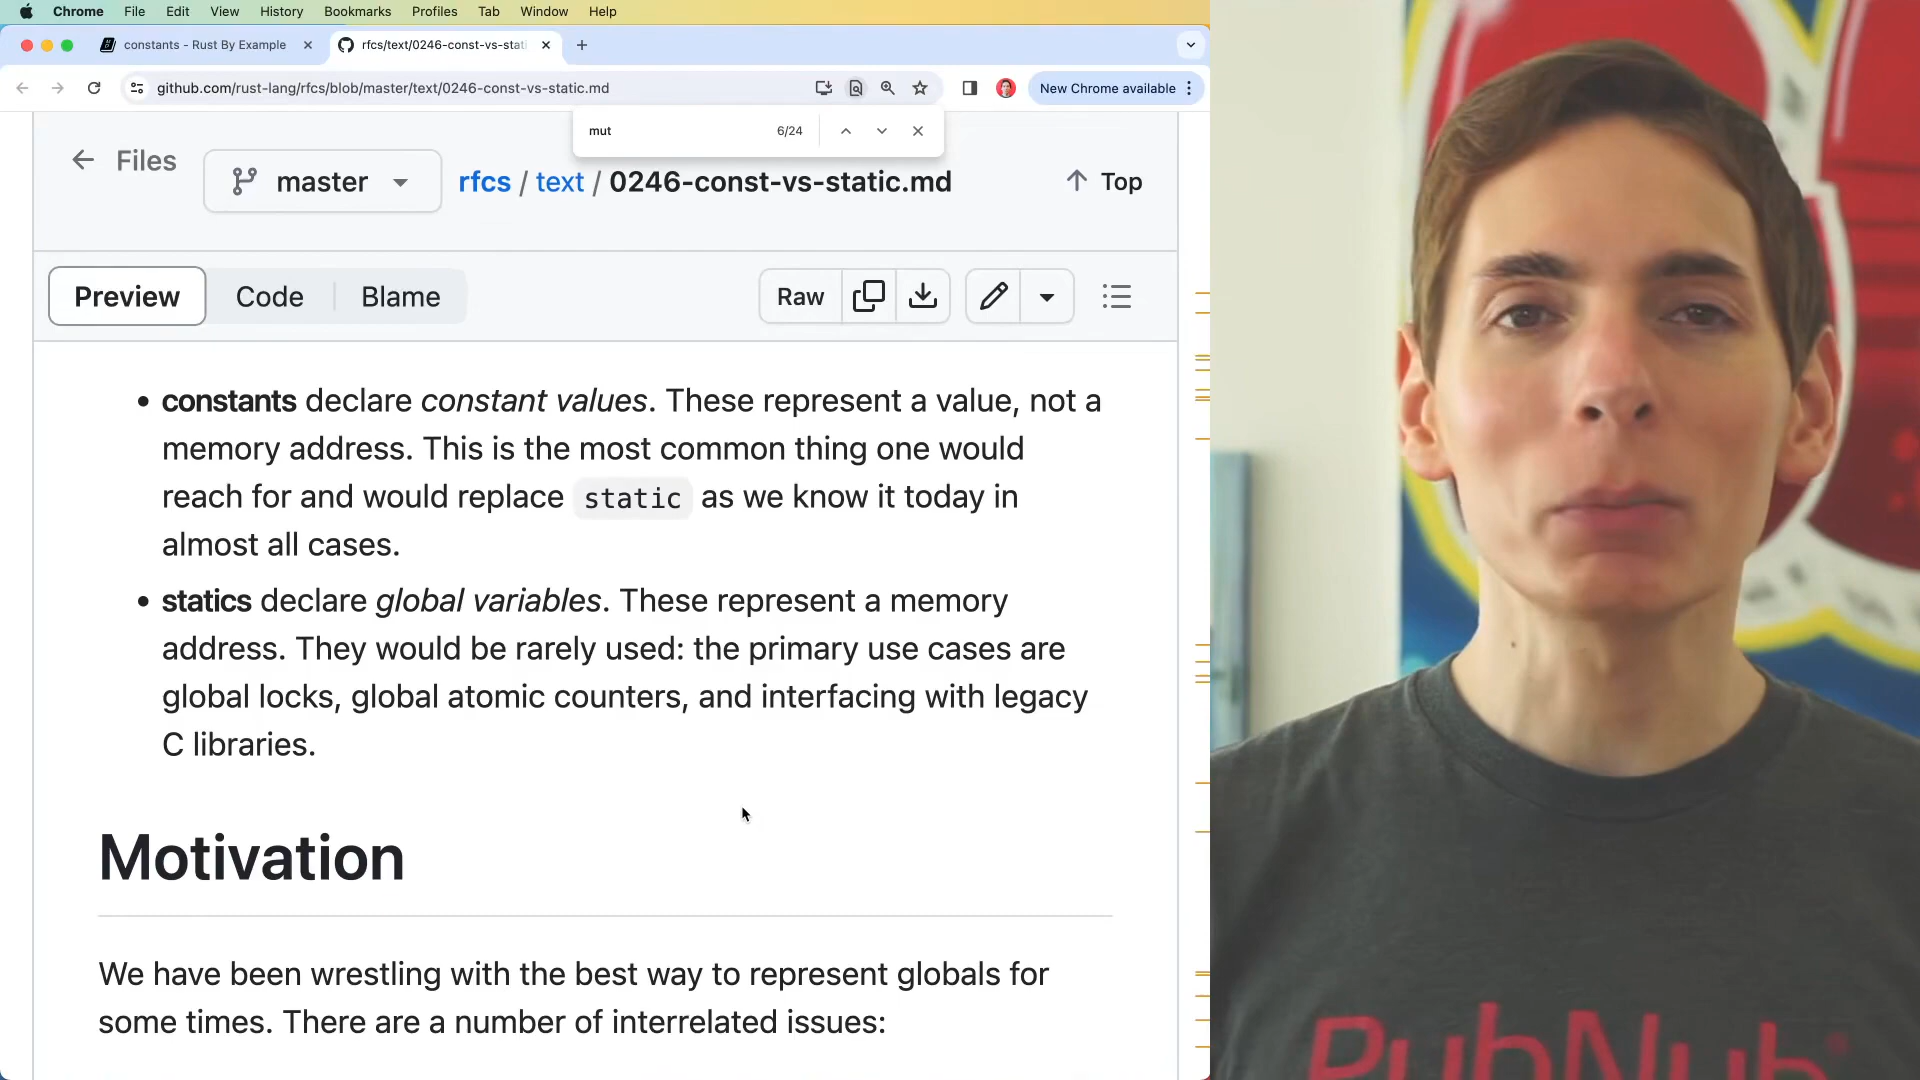 Chrome File Edit View History Bookmarks Profiles Tab Window Help
constants - Rust By Example rfcs/text/0246-const-vs-stati
github.com/rust-lang/rfcs/blob/master/text/0246-const-vs-static.md New Chrome available
mut 6/24
Files master rfcs / text / 0246-const-vs-static.md Top
Preview Code Blame Raw
• constants declare constant values. These represent a value, not a
memory address. This is the most common thing one would
reach for and would replace static as we know it today in
almost all cases.
• statics declare global variables. These represent a memory
address. They would be rarely used: the primary use cases are
global locks, global atomic counters, and interfacing with legacy
C libraries.
Motivation
We have been wrestling with the best way to represent globals for
some times. There are a number of interrelated issues:
PubNub